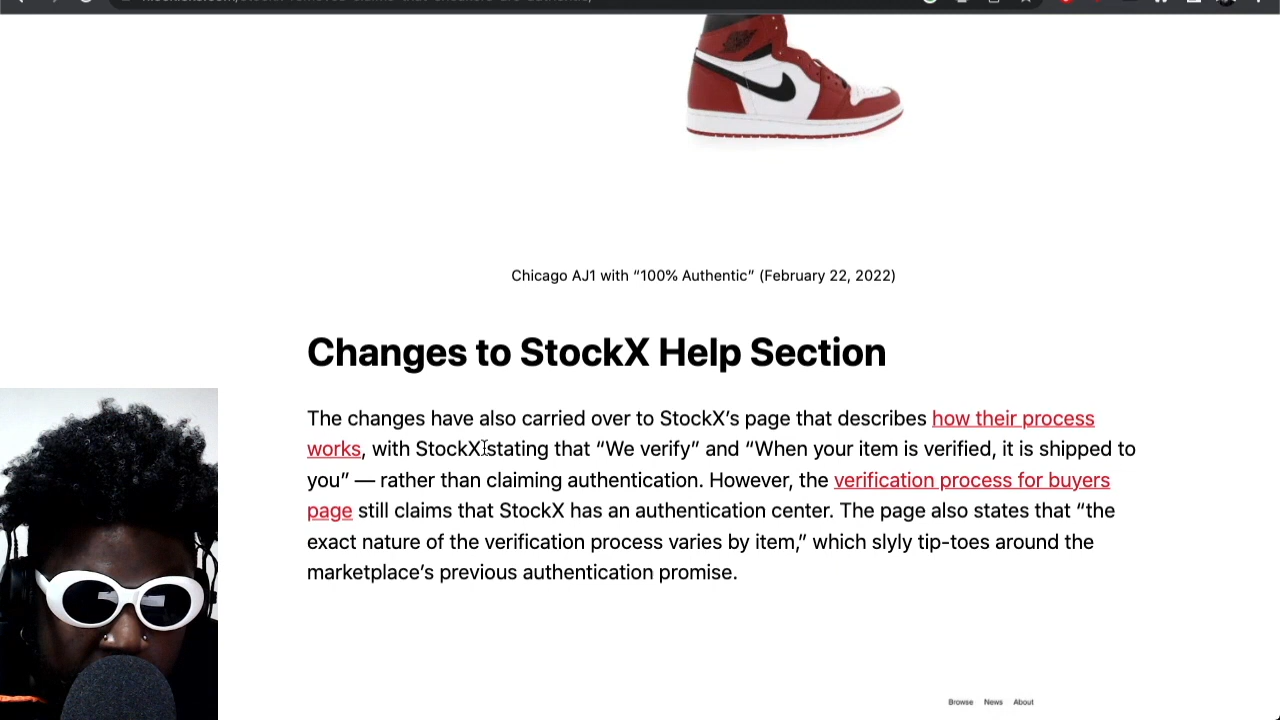 Chicago AJ1 with “100% Authentic” (February 22, 2022)
Changes to StockX Help Section
The changes have also carried over to StockX’s page that describes how their process
works, with StockX stating that “We verify” and “When your item is verified, it is shipped to
you” — rather than claiming authentication. However, the verification process for buyers
page still claims that StockX has an authentication center. The page also states that “the
exact nature of the verification process varies by item,” which slyly tip-toes around the
marketplace’s previous authentication promise.
Browse News About